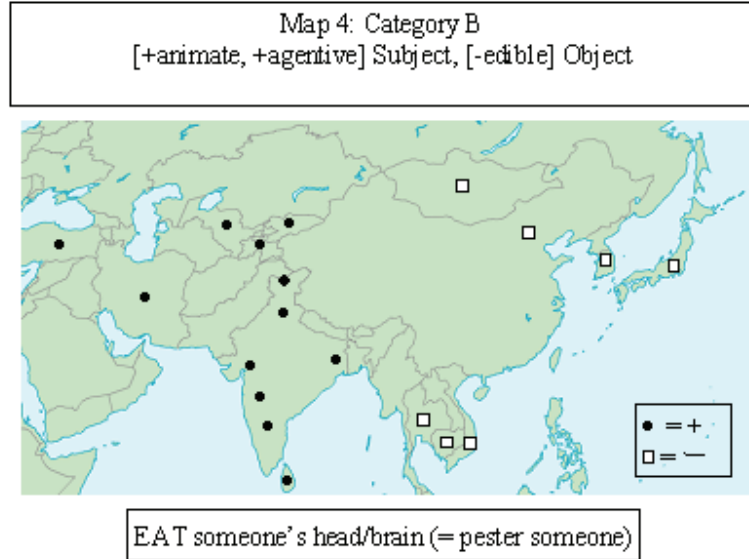 Map 4: Category B
[+animate, +agentive] Subject, [-edible] Object
= +
= —
EAT someone's head/brain (= pester someone)